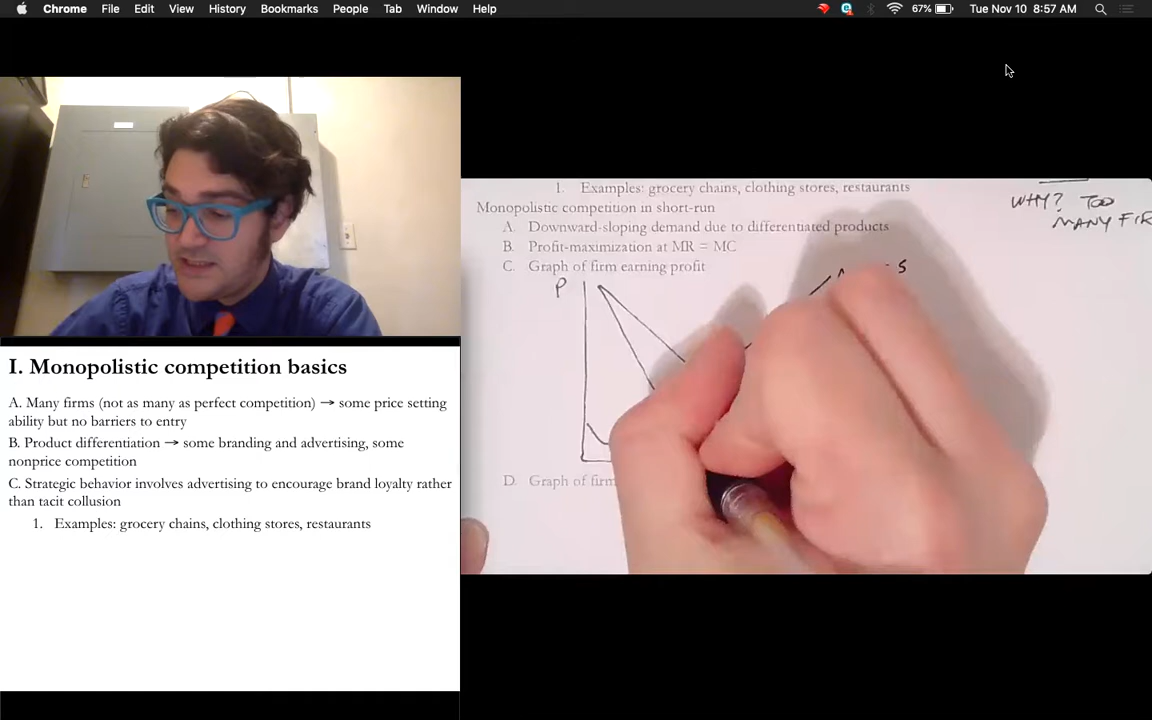 Chrome File Edit View History Bookmarks People Tab Window Help 67% Tue Nov 10 8:57 AM
I. Monopolistic competition basics
A. Many firms (not as many as perfect competition) → some price setting
ability but no barriers to entry
B. Product differentiation → some branding and advertising, some
nonprice competition
C. Strategic behavior involves advertising to encourage brand loyalty rather
than tacit collusion
1. Examples: grocery chains, clothing stores, restaurants
1. Examples: grocery chains, clothing stores, restaurants
Monopolistic competition in short-run
A. Downward-sloping demand due to differentiated products
B. Profit-maximization at MR = MC
C. Graph of firm earning profit
P
S
D. Graph of firm
WHY? TOO
MANY FIR